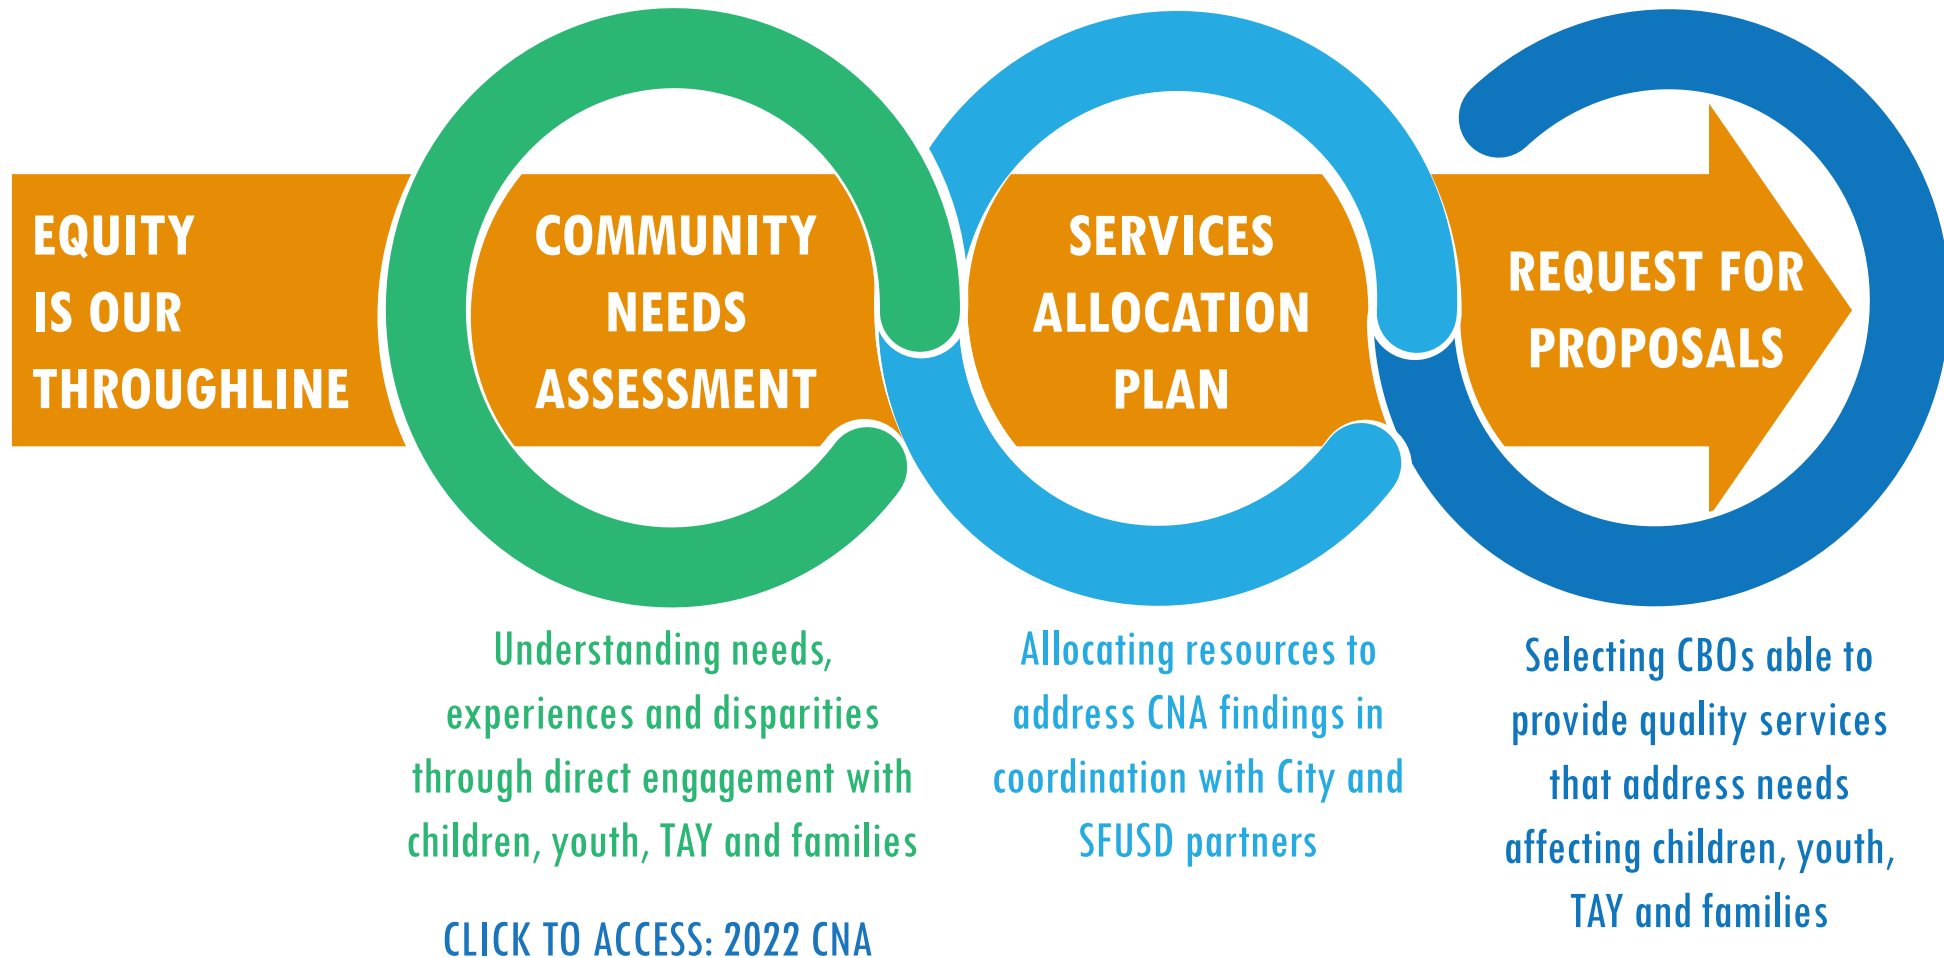 EQUITY
IS OUR
THROUGHLINE
COMMUNITY
NEEDS
ASSESSMENT
SERVICES
ALLOCATION
PLAN
REQUEST FOR
PROPOSALS
Understanding needs,
experiences and disparities
through direct engagement with
children, youth, TAY and families
CLICK TO ACCESS: 2022 CNA
Allocating resources to
address CNA findings in
coordination with City and
SFUSD partners
Selecting CBOs able to
provide quality services
that address needs
affecting children, youth,
TAY and families